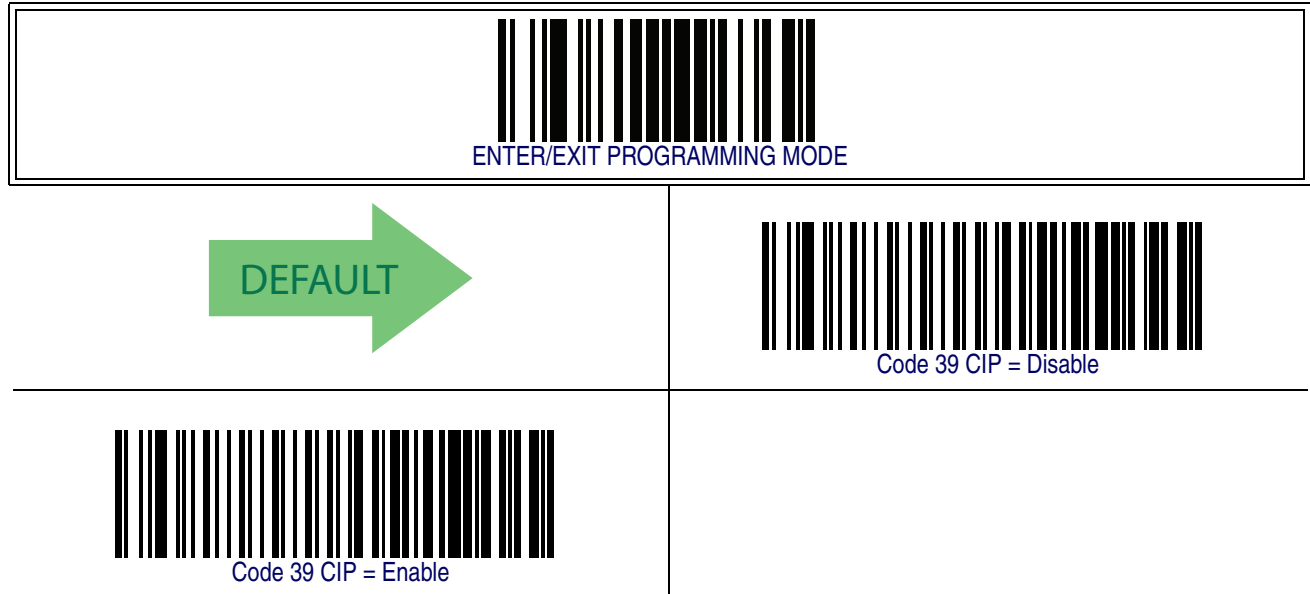 ENTER/EXIT PROGRAMMING MODE
DEFAULT
Code 39 CIP = Disable
Code 39 CIP = Enable